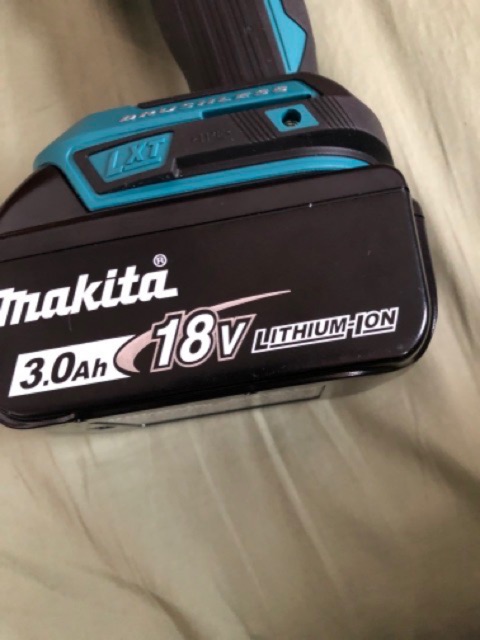 BRUSHLESS
LXT
makita®
3.0Ah 18V LITHIUM-ION